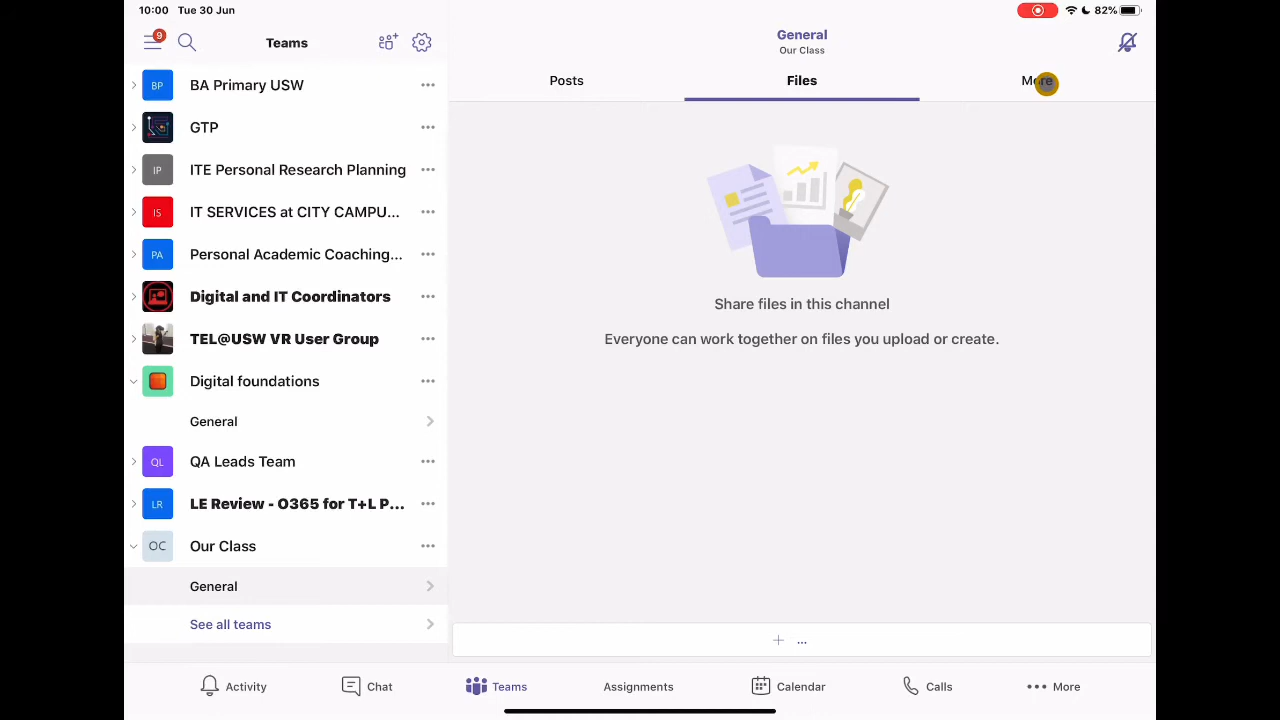 10:00 Tue 30 Jun
82%
9
Teams
BP BA Primary USW
GTP
IP ITE Personal Research Planning
IS IT SERVICES at CITY CAMPU...
PA Personal Academic Coaching...
Digital and IT Coordinators
TEL@USW VR User Group
Digital foundations
General
QL QA Leads Team
LR LE Review - O365 for T+L P...
OC Our Class
General
See all teams
General
Our Class
Posts Files More
Share files in this channel
Everyone can work together on files you upload or create.
+ ...
Activity Chat Teams Assignments Calendar Calls More